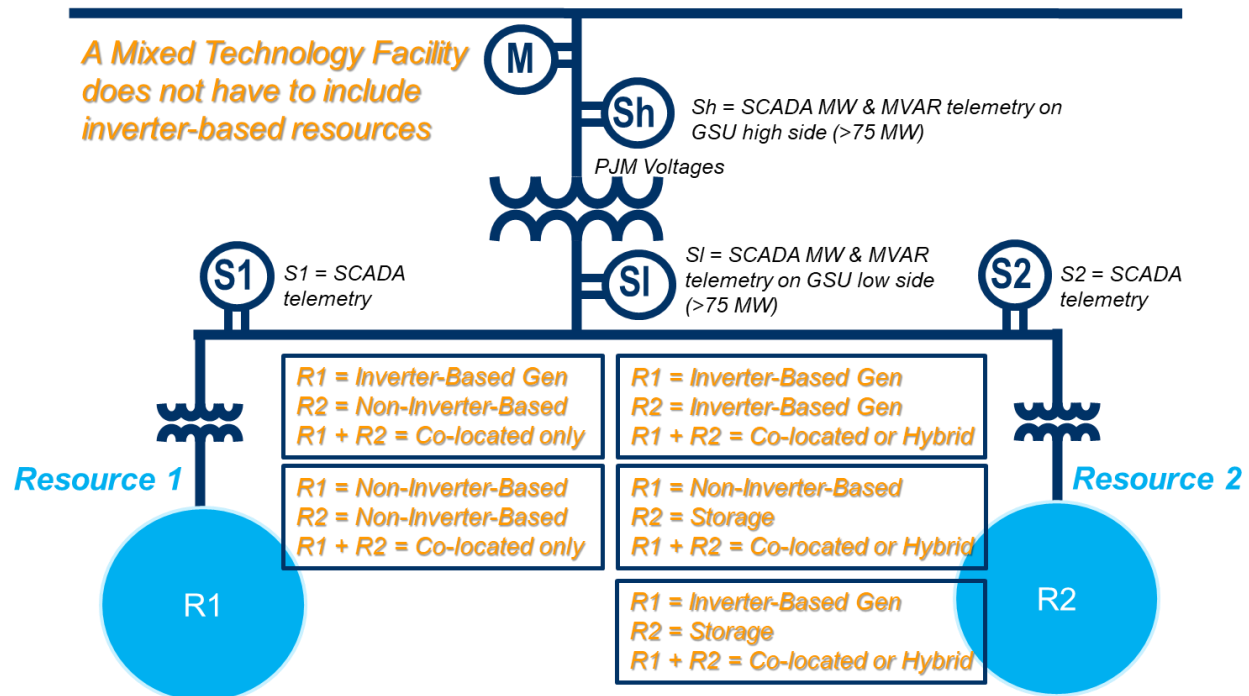 A Mixed Technology Facility
does not have to include
inverter-based resources
M
Sh
Sh = SCADA MW & MVAR telemetry on
GSU high side (>75 MW)
PJM Voltages
S1
S1 = SCADA
telemetry
Sl
Sl = SCADA MW & MVAR
telemetry on GSU low side
(>75 MW)
S2
S2 = SCADA
telemetry
R1 = Inverter-Based Gen
R2 = Non-Inverter-Based
R1 + R2 = Co-located only
R1 = Inverter-Based Gen
R2 = Inverter-Based Gen
R1 + R2 = Co-located or Hybrid
Resource 1
R1 = Non-Inverter-Based
R2 = Non-Inverter-Based
R1 + R2 = Co-located only
R1 = Non-Inverter-Based
R2 = Storage
R1 + R2 = Co-located or Hybrid
Resource 2
R1
R1 = Inverter-Based Gen
R2 = Storage
R1 + R2 = Co-located or Hybrid
R2